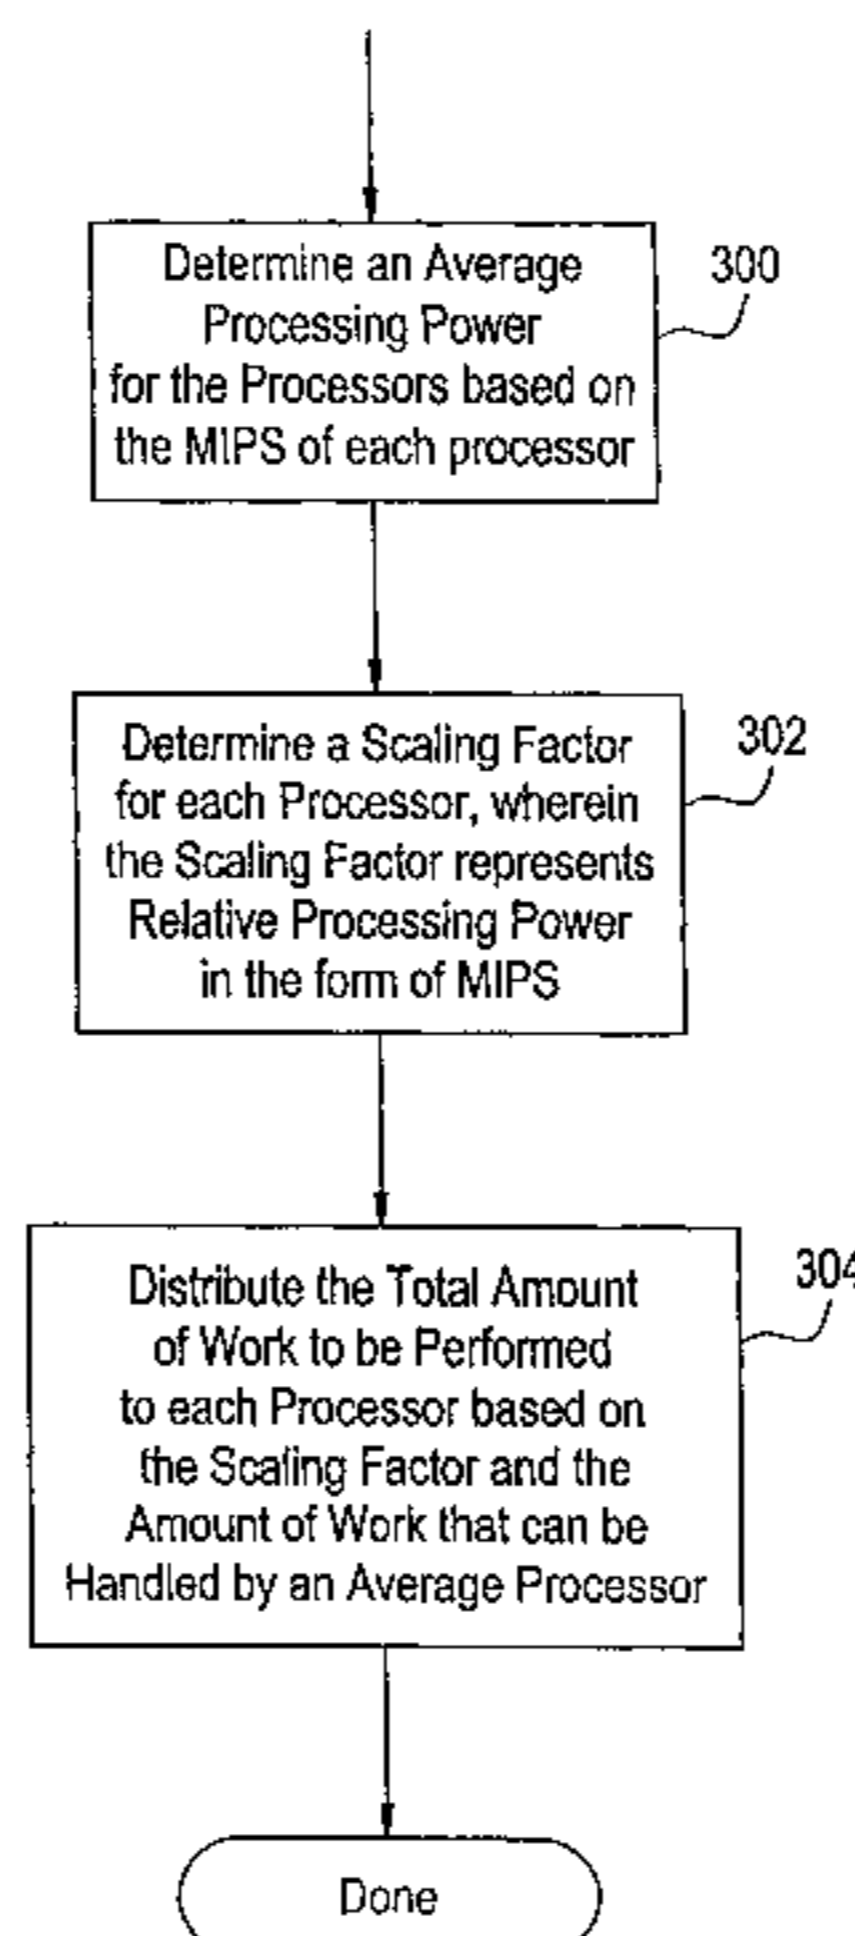 Determine an Average
Processing Power
for the Processors based on
the MIPS of each processor
300
Determine a Scaling Factor
for each Processor, wherein
the Scaling Factor represents
Relative Processing Power
in the form of MIPS
302
Distribute the Total Amount
of Work to be Performed
to each Processor based on
the Scaling Factor and the
Amount of Work that can be
Handled by an Average Processor
304
Done